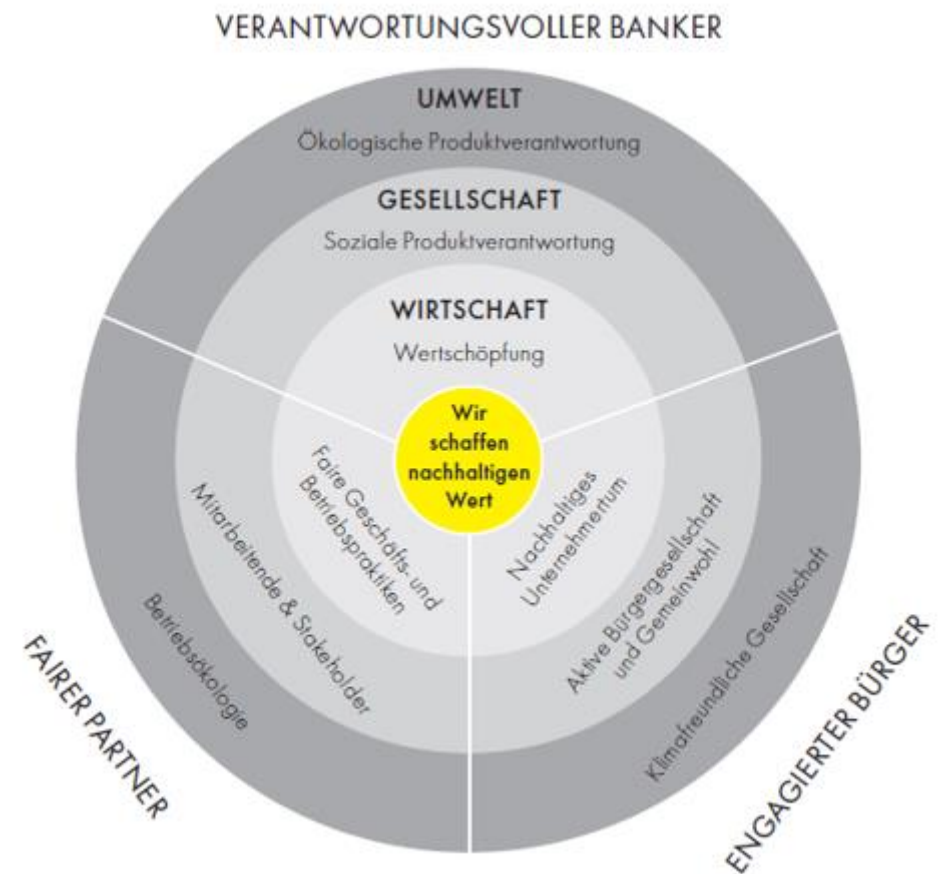 VERANTWORTUNGSVOLLER BANKER
UMWELT
Ökologische Produktverantwortung
GESELLSCHAFT
Soziale Produktverantwortung
WIRTSCHAFT
Wertschöpfung
Wir
schaffen
nachhaltigen
Wert
Faire Geschäfts- und
Betriebspraktiken
Mitarbeitende & Stakeholder
Betriebsökologie
FAIRER PARTNER
Nachhaltiges
Unternehmertum
Aktive Bürgergesellschaft
und Gemeinwohl
Klimafreundliche Gesellschaft
ENGAGIERTER BÜRGER